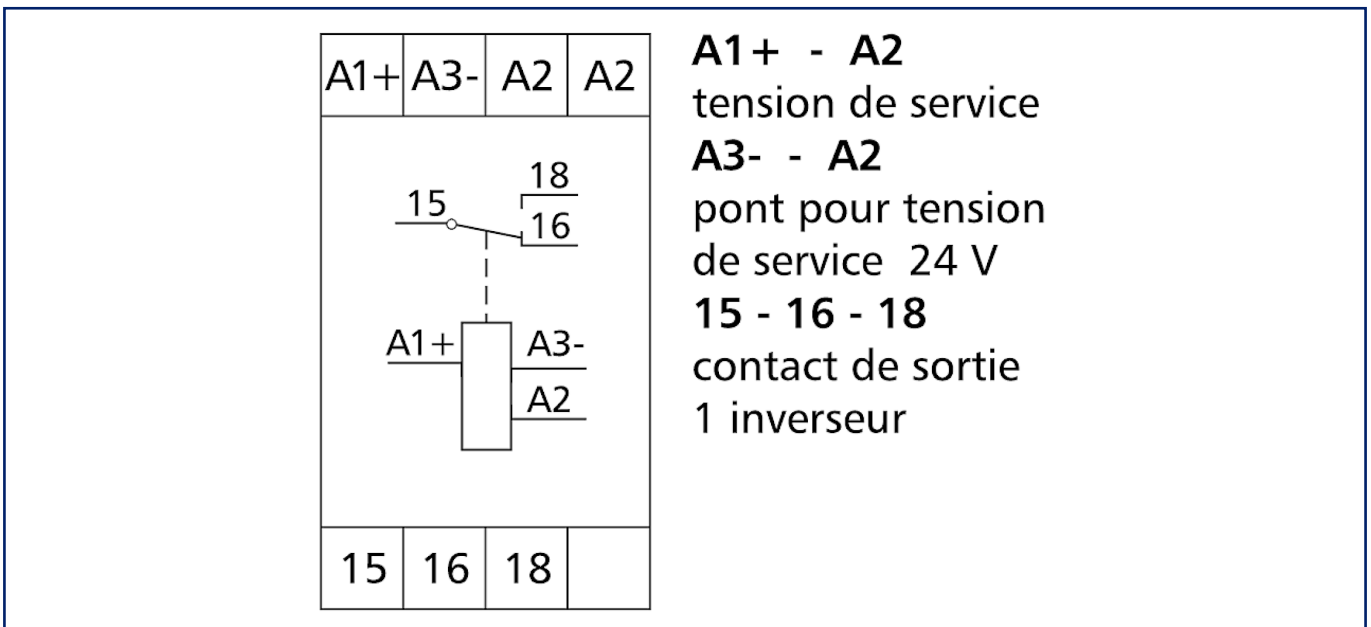 A1+ A3- A2 A2
18
15
16
A1+ A3-
A2
15 16 18
A1+ - A2
tension de service
A3- - A2
pont pour tension
de service 24 V
15 - 16 - 18
contact de sortie
1 inverseur